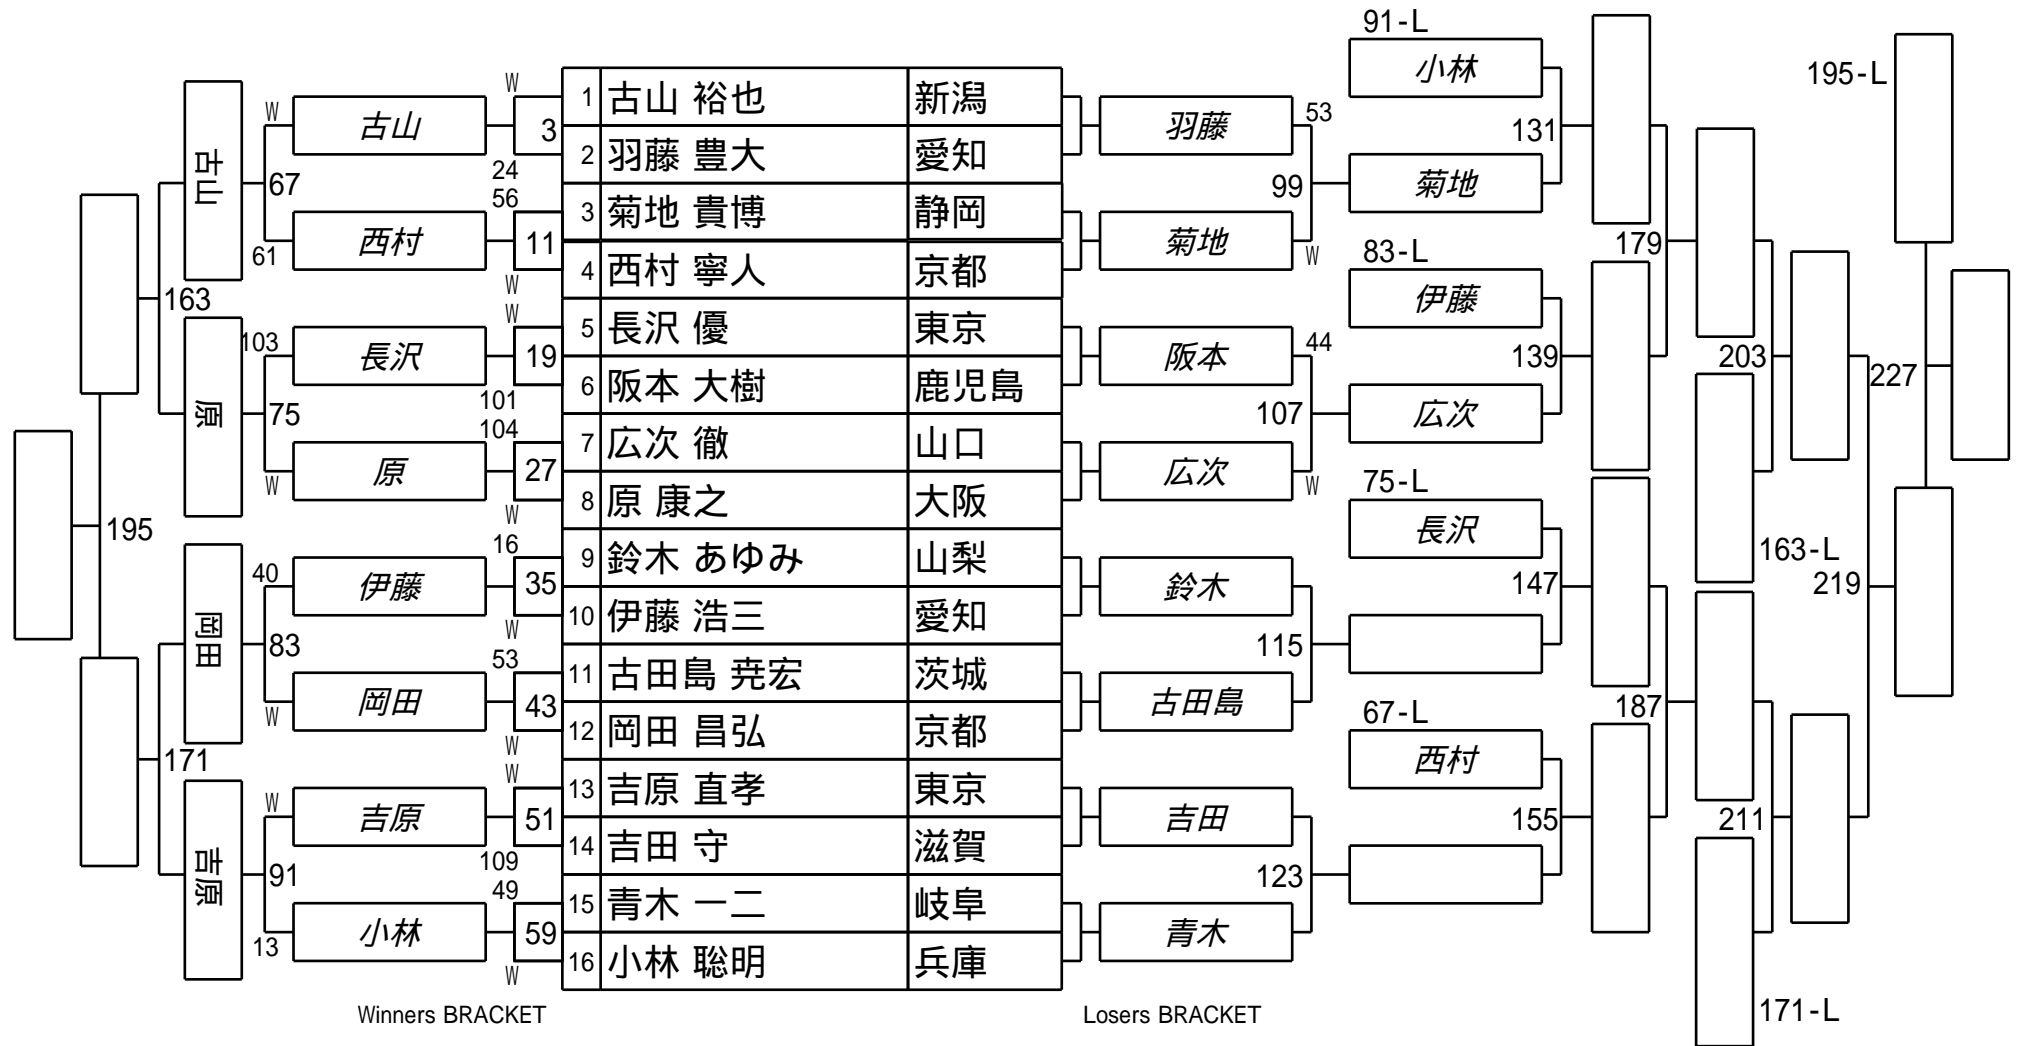 91-L
195-L
W
1 古山 裕也 新潟
小林
W
古山
3
羽藤
53
131
2 羽藤 豊大 愛知
古山
67
24
56
3 菊地 貴博 静岡
99
菊地
61
西村
11
菊地
W
179
4 西村 寧人 京都
83-L
W
163
W
伊藤
5 長沢 優 東京
103
長沢
19
阪本
44
139
203
227
6 阪本 大樹 鹿児島
101
原
75
104
7 広次 徹 山口
107
広次
原
27
広次
W
W
75-L
8 原 康之 大阪
W
195
長沢
16
9 鈴木 あゆみ 山梨
163-L
40
伊藤
35
鈴木
147
219
10 伊藤 浩三 愛知
W
岡田
83
53
11 古田島 尭宏 茨城
115
岡田
43
古田島
W
67-L
187
12 岡田 昌弘 京都
W
171
W
西村
13 吉原 直孝 東京
W
吉原
51
吉田
155
211
14 吉田 守 滋賀
109
吉原
91
49
15 青木 一二 岐阜
123
13
小林
59
青木
16 小林 聡明 兵庫
W
Winners BRACKET
Losers BRACKET
171-L